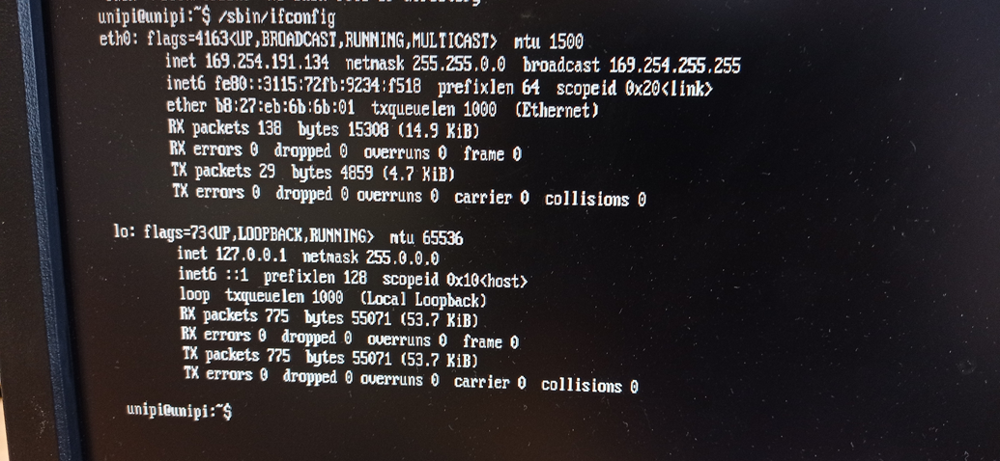 unipi@unipi:~$ /sbin/ifconfig
eth0: flags=4163<UP,BROADCAST,RUNNING,MULTICAST>  mtu 1500
inet 169.254.191.134  netmask 255.255.0.0  broadcast 169.254.255.255
inet6 fe80::3115:72fb:9234:f518  prefixlen 64  scopeid 0x20<link>
ether b8:27:eb:6b:6b:01  txqueuelen 1000  (Ethernet)
RX packets 138  bytes 15308 (14.9 KiB)
RX errors 0  dropped 0  overruns 0  frame 0
TX packets 29  bytes 4859 (4.7 KiB)
TX errors 0  dropped 0 overruns 0  carrier 0  collisions 0
lo: flags=73<UP,LOOPBACK,RUNNING>  mtu 65536
inet 127.0.0.1  netmask 255.0.0.0
inet6 ::1  prefixlen 128  scopeid 0x10<host>
loop  txqueuelen 1000  (Local Loopback)
RX packets 775  bytes 55071 (53.7 KiB)
RX errors 0  dropped 0  overruns 0  frame 0
TX packets 775  bytes 55071 (53.7 KiB)
TX errors 0  dropped 0 overruns 0  carrier 0  collisions 0
unipi@unipi:~$